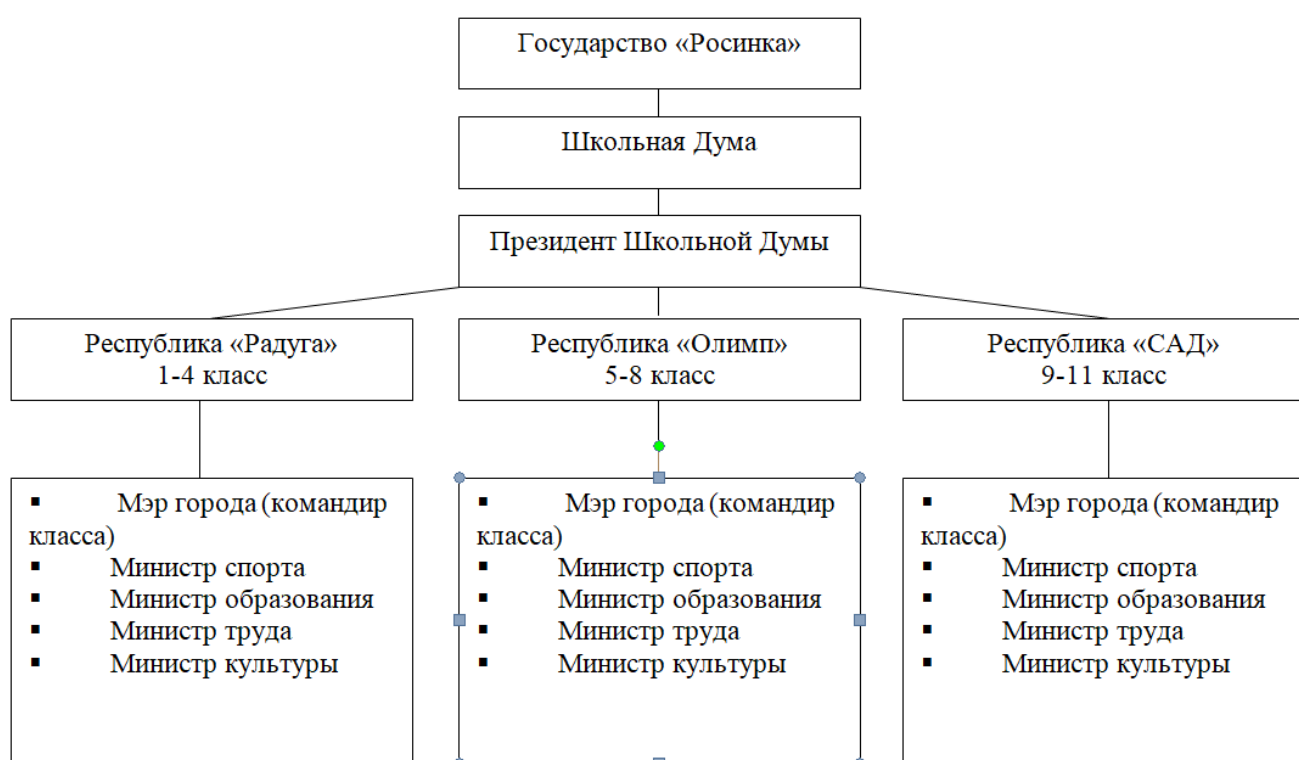 Государство «Росинка»
Школьная Дума
Президент Школьной Думы
Республика «Радуга»
1-4 класс
Республика «Олимп»
5-8 класс
Республика «САД»
9-11 класс
▪ Мэр города (командир
класса)
▪ Министр спорта
▪ Министр образования
▪ Министр труда
▪ Министр культуры
▪ Мэр города (командир
класса)
▪ Министр спорта
▪ Министр образования
▪ Министр труда
▪ Министр культуры
▪ Мэр города (командир
класса)
▪ Министр спорта
▪ Министр образования
▪ Министр труда
▪ Министр культуры